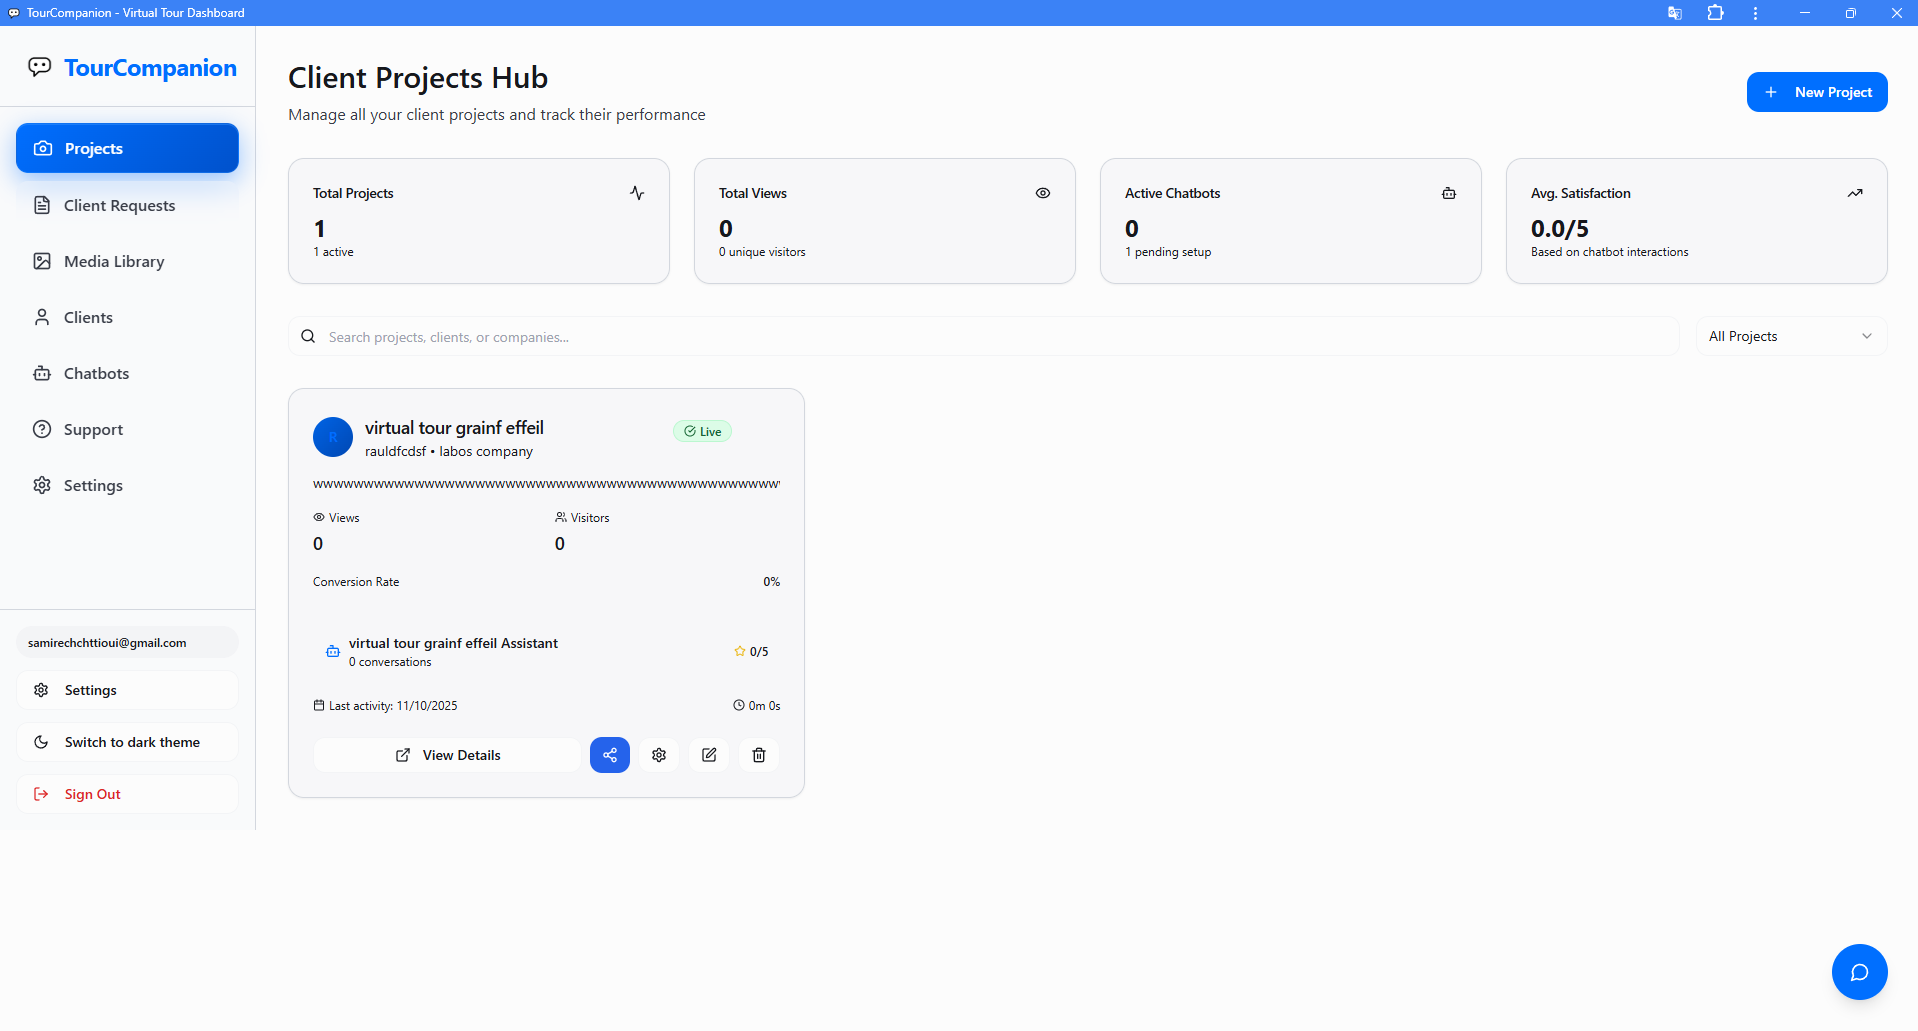 TourCompanion - Virtual Tour Dashboard
TourCompanion
Projects
Client Requests
Media Library
Clients
Chatbots
Support
Settings
samirechchttioui@gmail.com
Settings
Switch to dark theme
Sign Out
Client Projects Hub
Manage all your client projects and track their performance
New Project
Total Projects
1
1 active
Total Views
0
0 unique visitors
Active Chatbots
0
1 pending setup
Avg. Satisfaction
0.0/5
Based on chatbot interactions
Search projects, clients, or companies...
All Projects
R
virtual tour grainf effeil
Live
rauldfcdsf • labos company
Views
0
Visitors
0
Conversion Rate
0%
virtual tour grainf effeil Assistant
0 conversations
0/5
Last activity: 11/10/2025
0m 0s
View Details